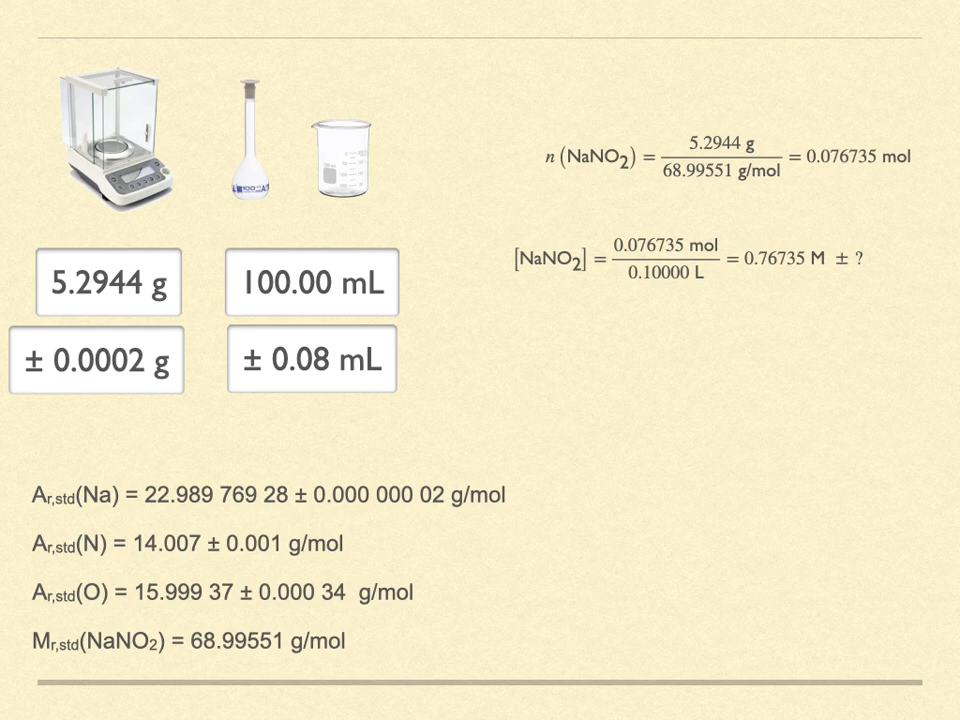 n (NaNO2) = 5.2944 g / 68.99551 g/mol = 0.076735 mol
[NaNO2] = 0.076735 mol / 0.10000 L = 0.76735 M ± ?
5.2944 g
100.00 mL
± 0.0002 g
± 0.08 mL
Ar,std(Na) = 22.989 769 28 ± 0.000 000 02 g/mol
Ar,std(N) = 14.007 ± 0.001 g/mol
Ar,std(O) = 15.999 37 ± 0.000 34 g/mol
Mr,std(NaNO2) = 68.99551 g/mol